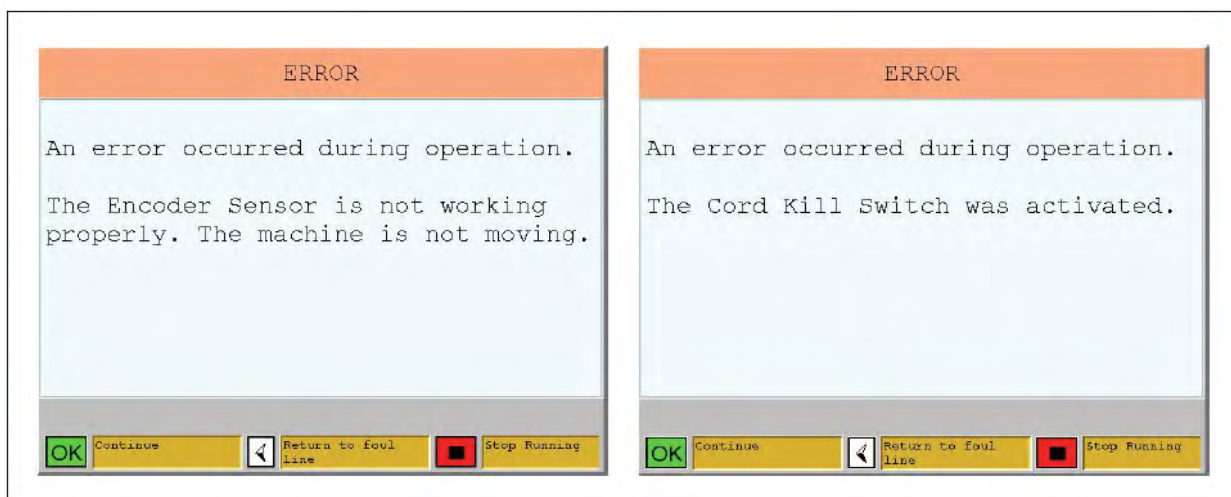 ERROR
An error occurred during operation.
The Encoder Sensor is not working
properly. The machine is not moving.
OK
Continue
Return to foul
line
Stop Running
ERROR
An error occurred during operation.
The Cord Kill Switch was activated.
OK
Continue
Return to foul
line
Stop Running